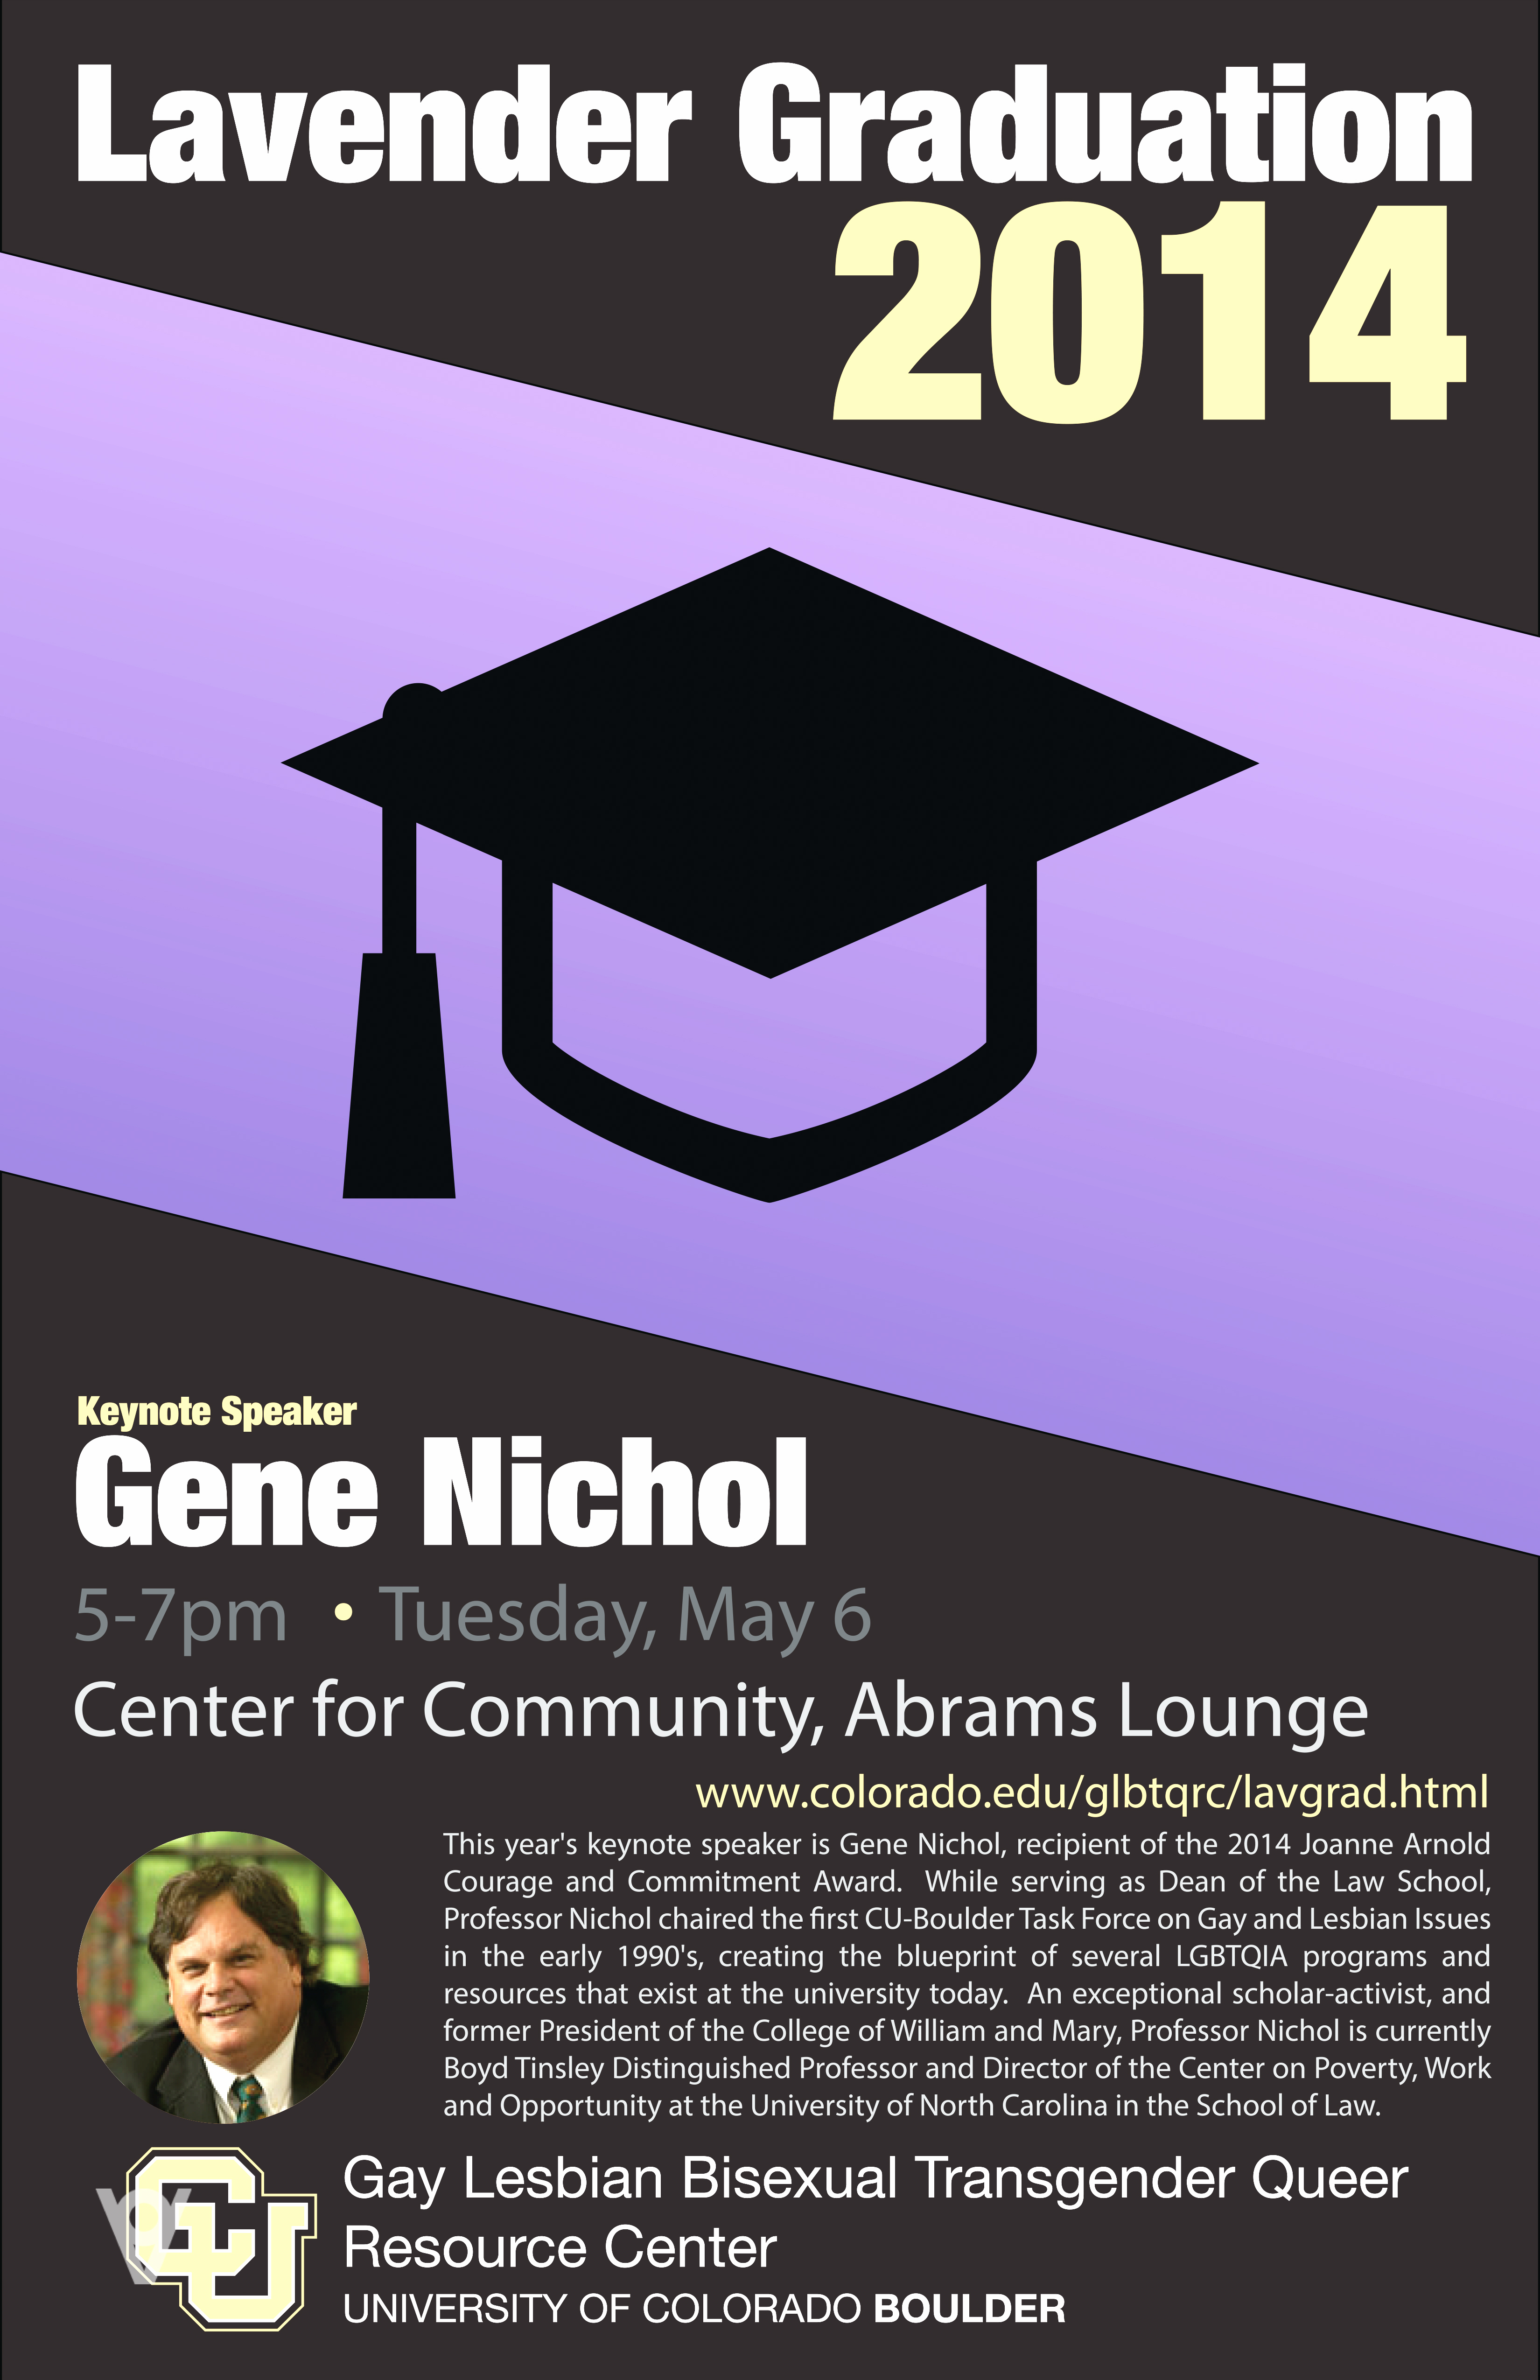 Lavender Graduation
2014
Keynote Speaker
Gene Nichol
5-7pm • Tuesday, May 6
Center for Community, Abrams Lounge
www.colorado.edu/glbtqrc/lavgrad.html
This year's keynote speaker is Gene Nichol, recipient of the 2014 Joanne Arnold
Courage and Commitment Award. While serving as Dean of the Law School,
Professor Nichol chaired the first CU-Boulder Task Force on Gay and Lesbian Issues
in the early 1990's, creating the blueprint of several LGBTQIA programs and
resources that exist at the university today. An exceptional scholar-activist, and
former President of the College of William and Mary, Professor Nichol is currently
Boyd Tinsley Distinguished Professor and Director of the Center on Poverty, Work
and Opportunity at the University of North Carolina in the School of Law.
CU
Gay Lesbian Bisexual Transgender Queer
Resource Center
UNIVERSITY OF COLORADO BOULDER